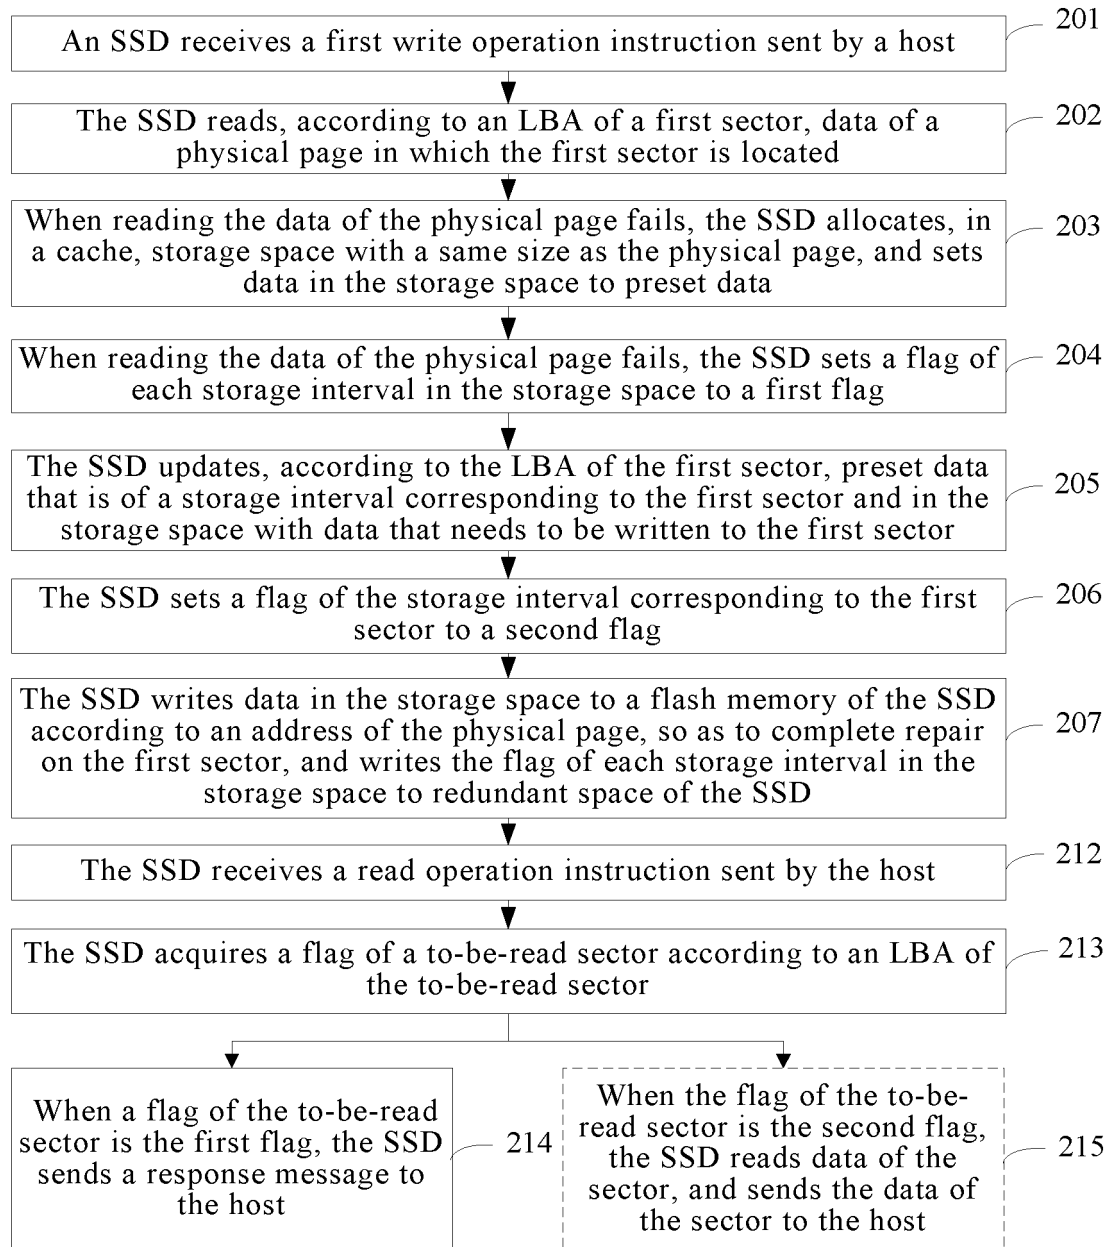 An SSD receives a first write operation instruction sent by a host
201
The SSD reads, according to an LBA of a first sector, data of a
physical page in which the first sector is located
202
When reading the data of the physical page fails, the SSD allocates, in
a cache, storage space with a same size as the physical page, and sets
data in the storage space to preset data
203
When reading the data of the physical page fails, the SSD sets a flag of
each storage interval in the storage space to a first flag
204
The SSD updates, according to the LBA of the first sector, preset data
that is of a storage interval corresponding to the first sector and in the
storage space with data that needs to be written to the first sector
205
The SSD sets a flag of the storage interval corresponding to the first
sector to a second flag
206
The SSD writes data in the storage space to a flash memory of the SSD
according to an address of the physical page, so as to complete repair
on the first sector, and writes the flag of each storage interval in the
storage space to redundant space of the SSD
207
The SSD receives a read operation instruction sent by the host
212
The SSD acquires a flag of a to-be-read sector according to an LBA of
the to-be-read sector
213
When a flag of the to-be-read
sector is the first flag, the SSD
sends a response message to
the host
214
When the flag of the to-be-
read sector is the second flag,
the SSD reads data of the
sector, and sends the data of
the sector to the host
215